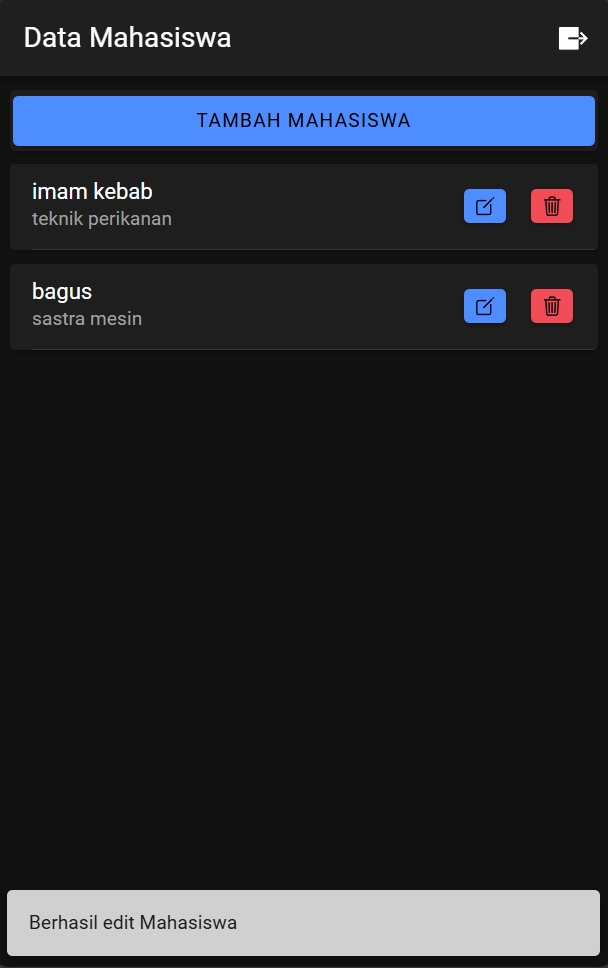 Data Mahasiswa
TAMBAH MAHASISWA
imam kebab
teknik perikanan
bagus
sastra mesin
Berhasil edit Mahasiswa